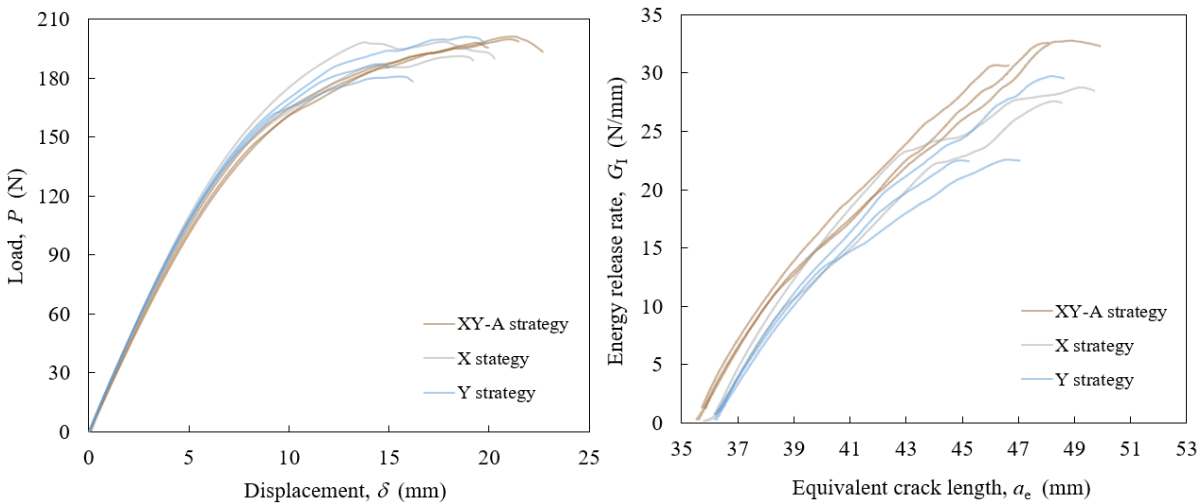 210
180
150
120
90
60
30
0
Load, P (N)
XY-A strategy
X stategy
Y strategy
0 5 10 15 20 25
Displacement, δ (mm)
35
30
25
20
15
10
5
0
Energy release rate, G_I (N/mm)
XY-A strategy
X strategy
Y strategy
35 37 39 41 43 45 47 49 51 53
Equivalent crack length, a_e (mm)